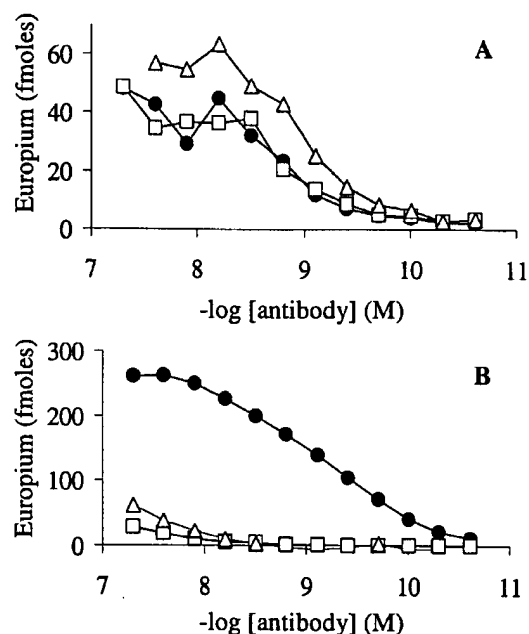 A
Europium (fmoles)
60
40
20
0
7 8 9 10 11
-log [antibody] (M)
B
Europium (fmoles)
300
200
100
0
7 8 9 10 11
-log [antibody] (M)